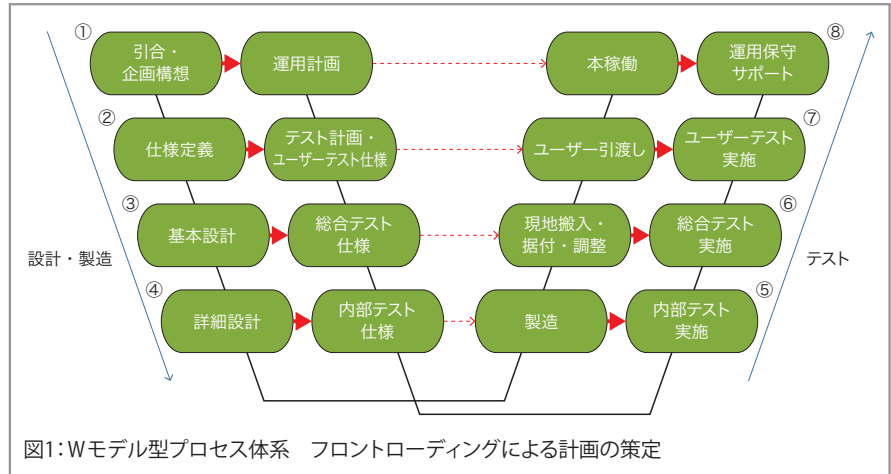 ①
引合・
企画構想
運用計画
本稼働
運用保守
サポート
⑧
②
仕様定義
テスト計画・
ユーザーテスト仕様
ユーザー引渡し
ユーザーテスト
実施
⑦
③
基本設計
総合テスト
仕様
現地搬入・
据付・調整
総合テスト
実施
⑥
設計・製造
テスト
④
詳細設計
内部テスト
仕様
製造
内部テスト
実施
⑤
図1:Wモデル型プロセス体系 フロントローディングによる計画の策定